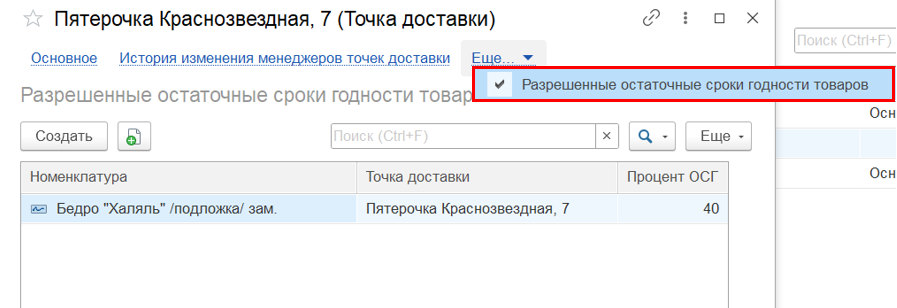 Пятерочка Краснозвездная, 7 (Точка доставки)
Поиск (Ctrl+F)
Основное История изменения менеджеров точек доставки Еще...
Разрешенные остаточные сроки годности товаров
Разрешенные остаточные сроки годности товар
Осн
Создать Поиск (Ctrl+F) × Еще
Номенклатура Точка доставки Процент ОСГ
Осн
Бедро "Халяль" /подложка/ зам. Пятерочка Краснозвездная, 7 40